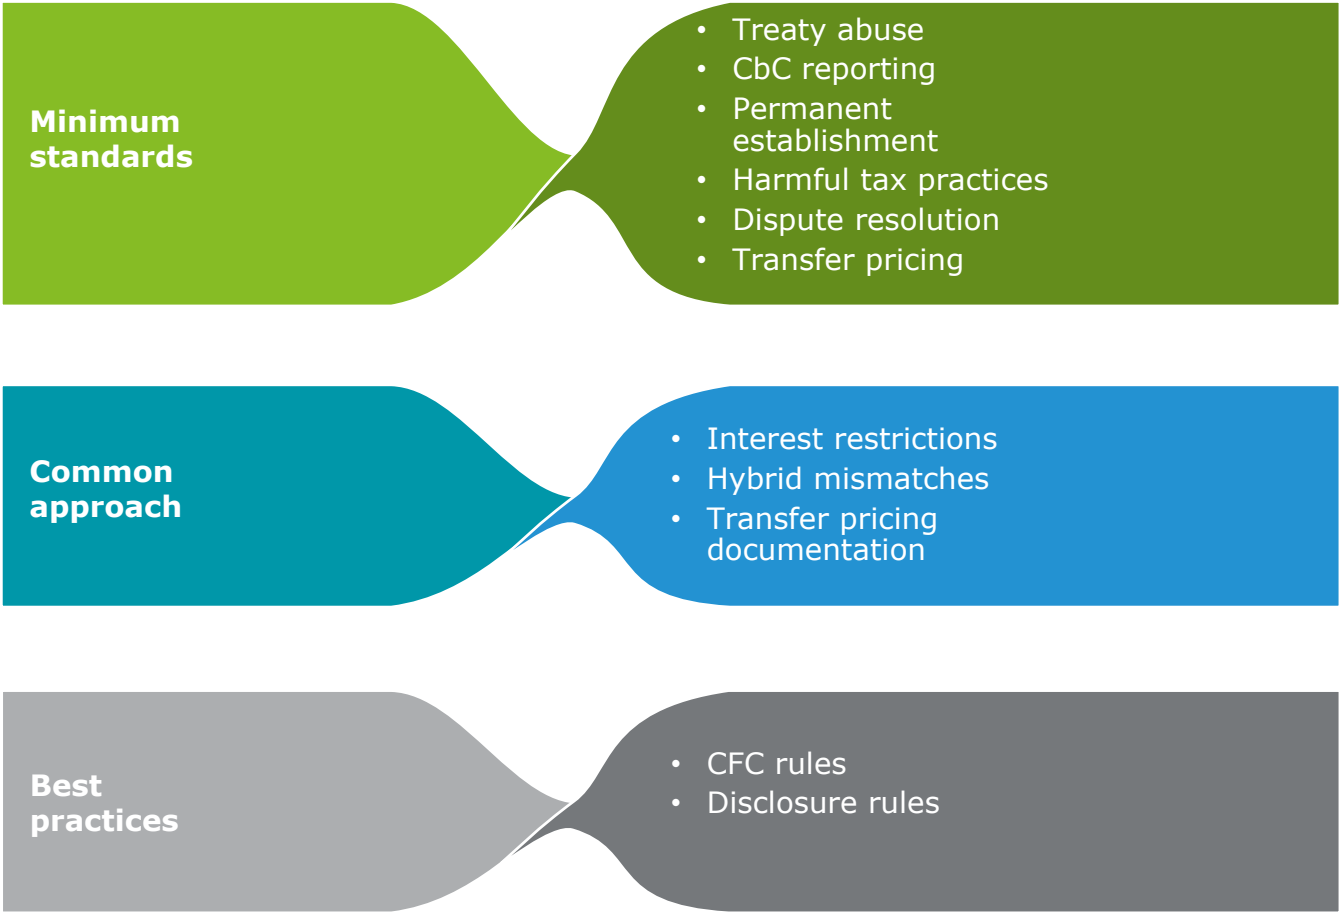 Minimum
standards
• Treaty abuse
• CbC reporting
• Permanent
establishment
• Harmful tax practices
• Dispute resolution
• Transfer pricing
Common
approach
• Interest restrictions
• Hybrid mismatches
• Transfer pricing
documentation
Best
practices
• CFC rules
• Disclosure rules